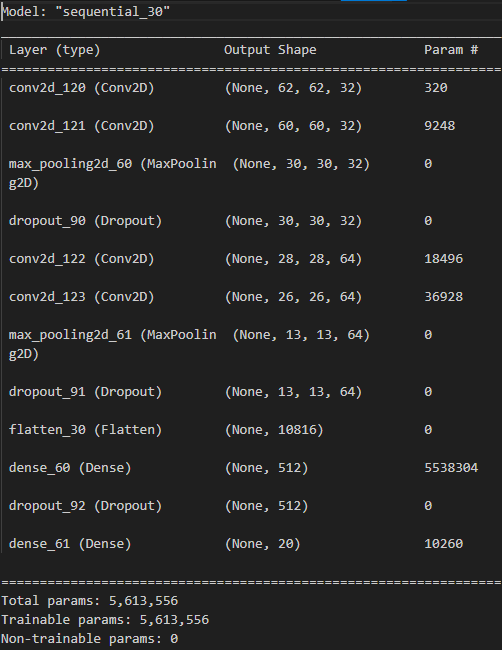 Model: "sequential_30"
Layer (type) Output Shape Param #
conv2d_120 (Conv2D) (None, 62, 62, 32) 320
conv2d_121 (Conv2D) (None, 60, 60, 32) 9248
max_pooling2d_60 (MaxPoolin (None, 30, 30, 32) 0
g2D)
dropout_90 (Dropout) (None, 30, 30, 32) 0
conv2d_122 (Conv2D) (None, 28, 28, 64) 18496
conv2d_123 (Conv2D) (None, 26, 26, 64) 36928
max_pooling2d_61 (MaxPoolin (None, 13, 13, 64) 0
g2D)
dropout_91 (Dropout) (None, 13, 13, 64) 0
flatten_30 (Flatten) (None, 10816) 0
dense_60 (Dense) (None, 512) 5538304
dropout_92 (Dropout) (None, 512) 0
dense_61 (Dense) (None, 20) 10260
=================================================================
Total params: 5,613,556
Trainable params: 5,613,556
Non-trainable params: 0